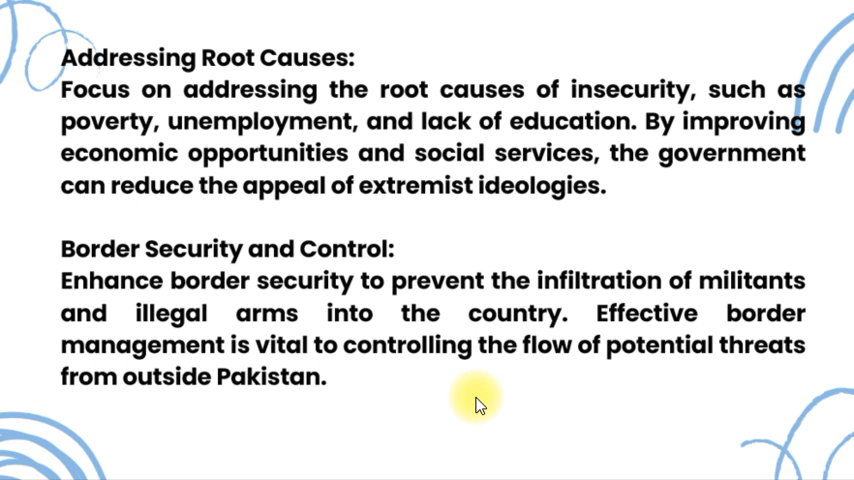 Addressing Root Causes:
Focus on addressing the root causes of insecurity, such as
poverty, unemployment, and lack of education. By improving
economic opportunities and social services, the government
can reduce the appeal of extremist ideologies.
Border Security and Control:
Enhance border security to prevent the infiltration of militants
and illegal arms into the country. Effective border
management is vital to controlling the flow of potential threats
from outside Pakistan.